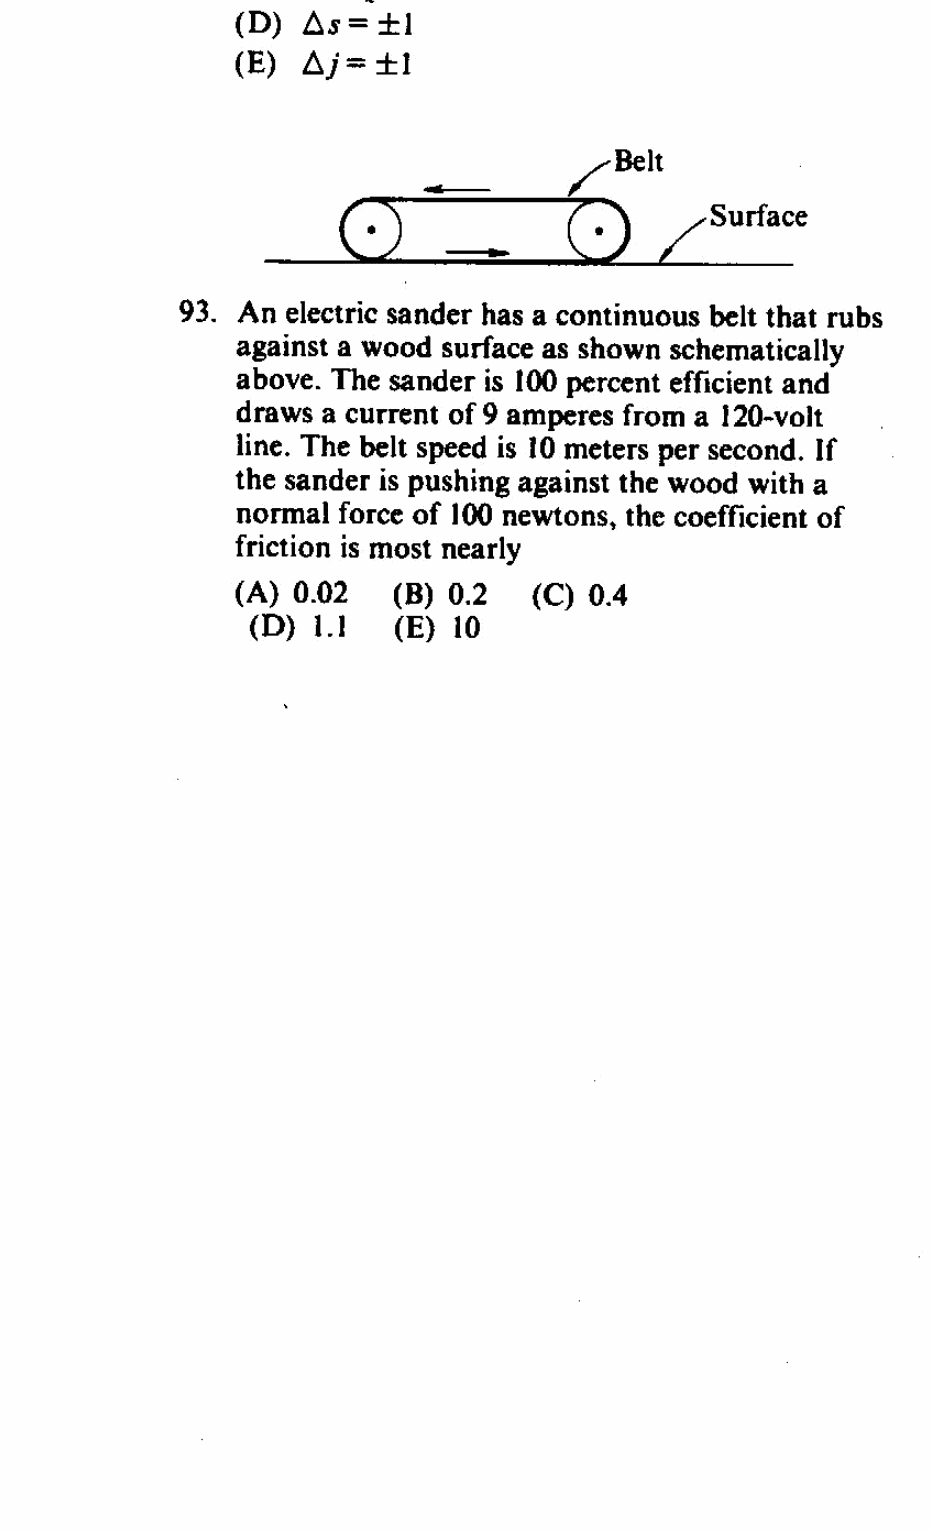 (D) Δs = ±1
(E) Δj = ±1
Belt
Surface
93. An electric sander has a continuous belt that rubs
against a wood surface as shown schematically
above. The sander is 100 percent efficient and
draws a current of 9 amperes from a 120-volt
line. The belt speed is 10 meters per second. If
the sander is pushing against the wood with a
normal force of 100 newtons, the coefficient of
friction is most nearly
(A) 0.02 (B) 0.2 (C) 0.4
(D) 1.1 (E) 10